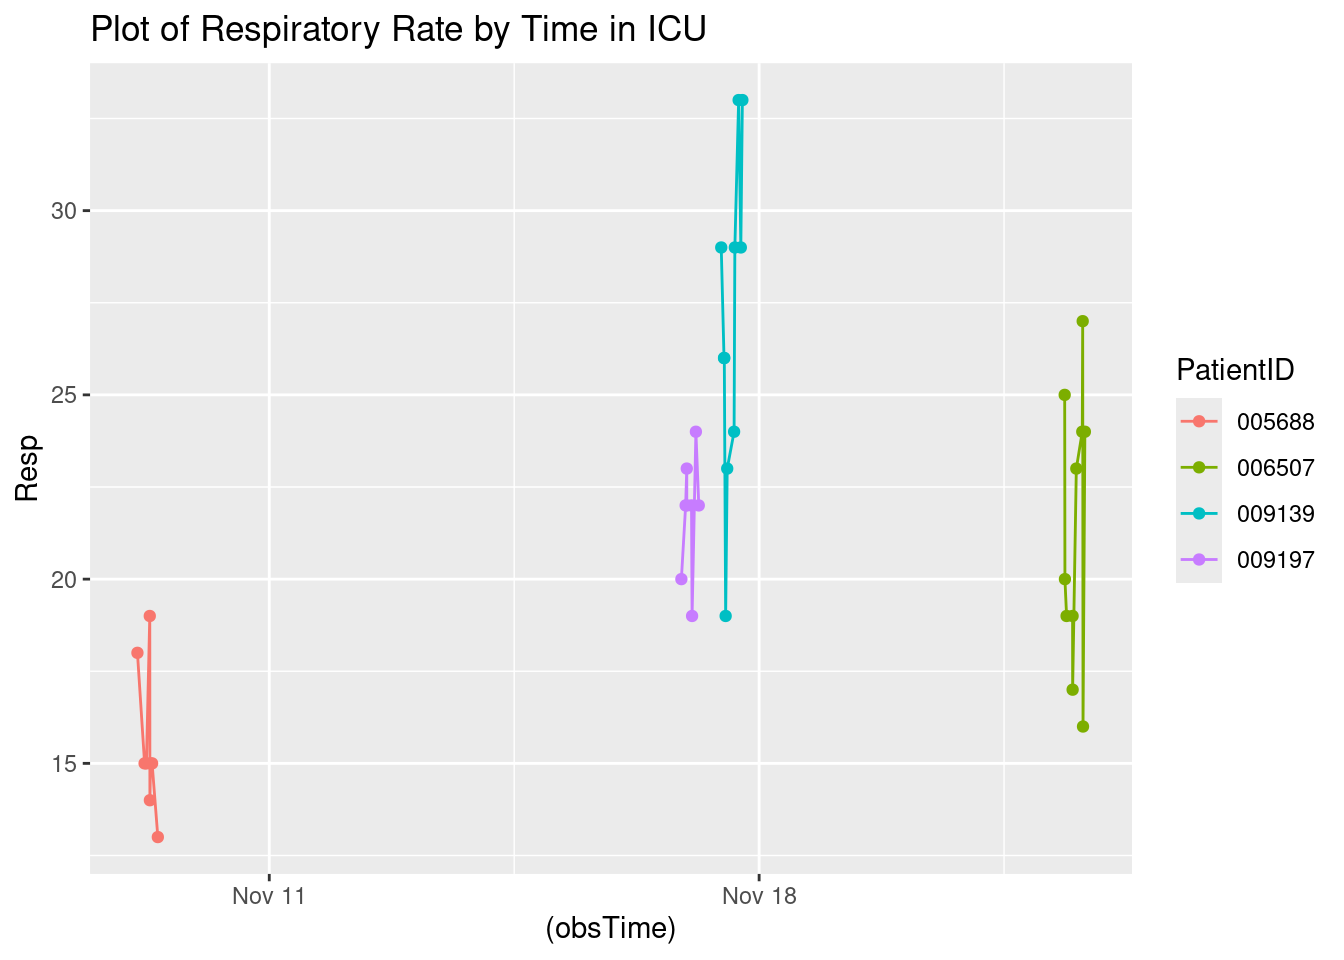 Plot of Respiratory Rate by Time in ICU
Resp
30
25
20
15
Nov 11
Nov 18
(obsTime)
PatientID
005688
006507
009139
009197